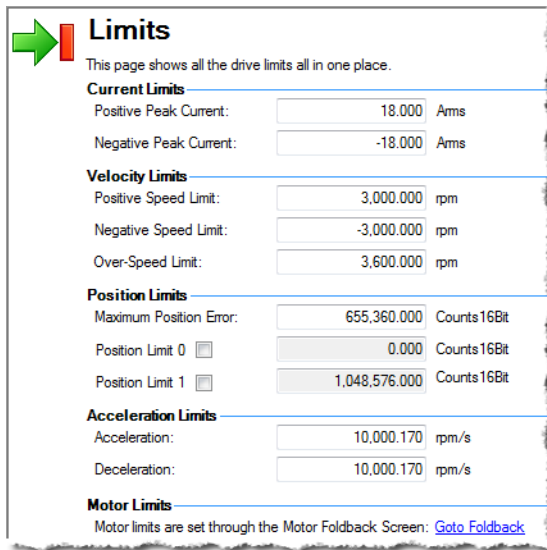 Limits
This page shows all the drive limits all in one place.
Current Limits
Positive Peak Current: 18.000 Arms
Negative Peak Current: -18.000 Arms
Velocity Limits
Positive Speed Limit: 3,000.000 rpm
Negative Speed Limit: -3,000.000 rpm
Over-Speed Limit: 3,600.000 rpm
Position Limits
Maximum Position Error: 655,360.000 Counts16Bit
Position Limit 0 0.000 Counts16Bit
Position Limit 1 1,048,576.000 Counts16Bit
Acceleration Limits
Acceleration: 10,000.170 rpm/s
Deceleration: 10,000.170 rpm/s
Motor Limits
Motor limits are set through the Motor Foldback Screen: Goto Foldback